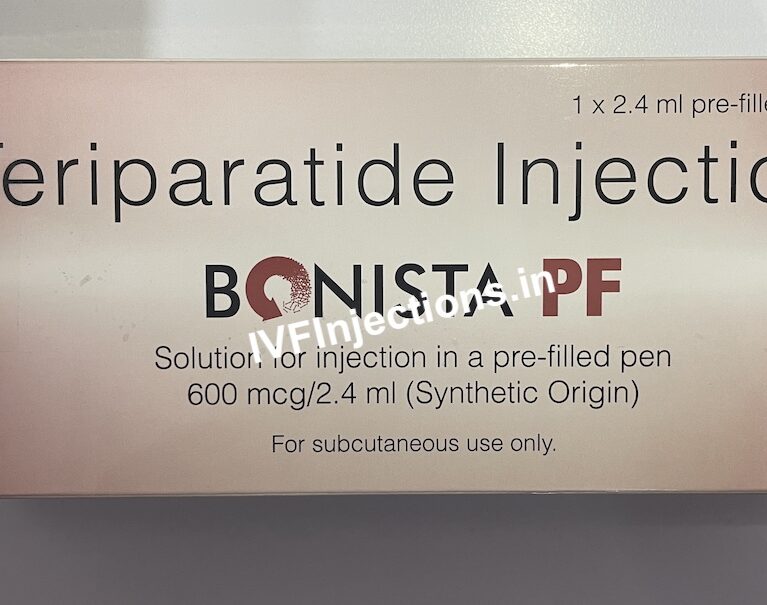 1 x 2.4 ml pre-fille
Teriparatide Injectio
BONISTA PF
IVFInjections.in
Solution for injection in a pre-filled pen
600 mcg/2.4 ml (Synthetic Origin)
For subcutaneous use only.